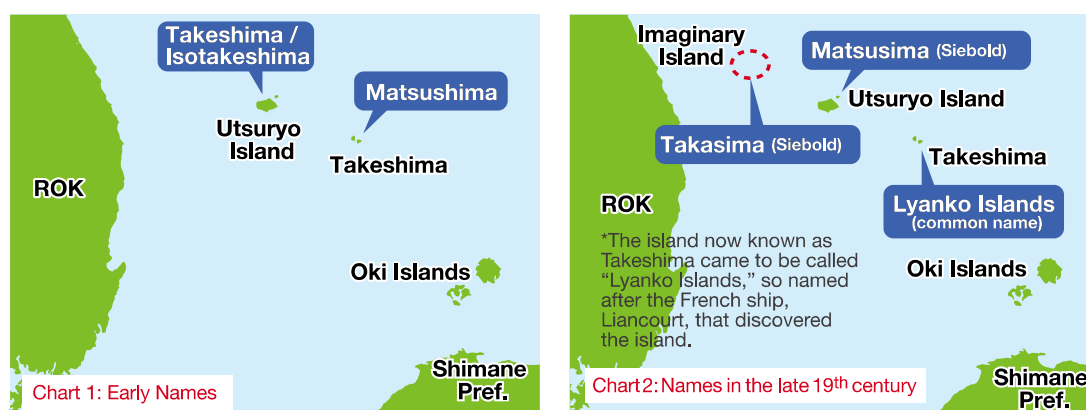 Takeshima /
Isotakeshima
Matsushima
Utsuryo
Island
Takeshima
ROK
Oki Islands
Shimane
Pref.
Chart 1: Early Names
Imaginary
Island
Matsusima (Siebold)
Utsuryo Island
Takasima (Siebold)
Takeshima
Lyanko Islands
(common name)
ROK
*The island now known as
Takeshima came to be called
“Lyanko Islands,” so named
after the French ship,
Liancourt, that discovered
the island.
Oki Islands
Shimane
Pref.
Chart2: Names in the late 19th century